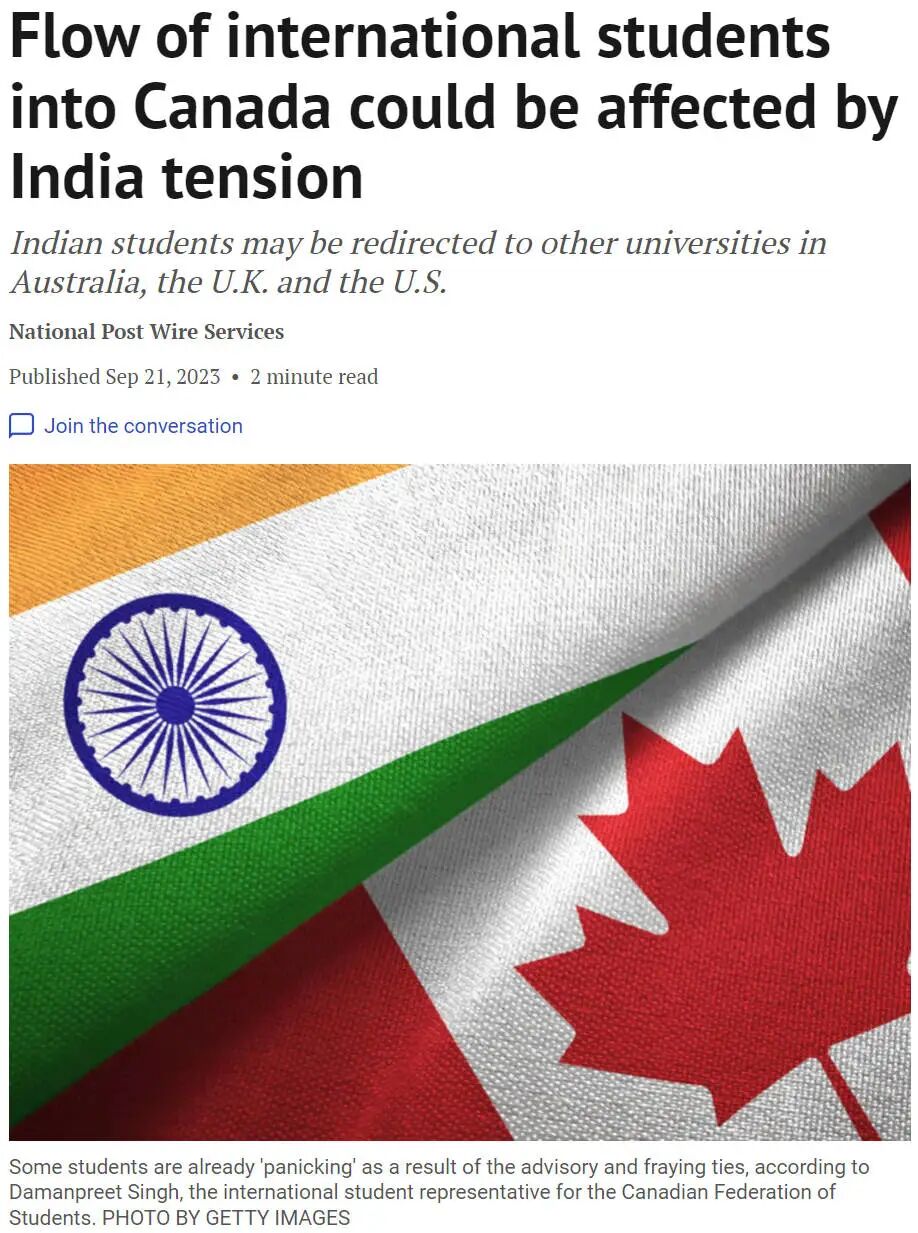 Flow of international students
into Canada could be affected by
India tension
Indian students may be redirected to other universities in
Australia, the U.K. and the U.S.
National Post Wire Services
Published Sep 21, 2023 • 2 minute read
Join the conversation
Some students are already 'panicking' as a result of the advisory and fraying ties, according to
Damanpreet Singh, the international student representative for the Canadian Federation of
Students. PHOTO BY GETTY IMAGES